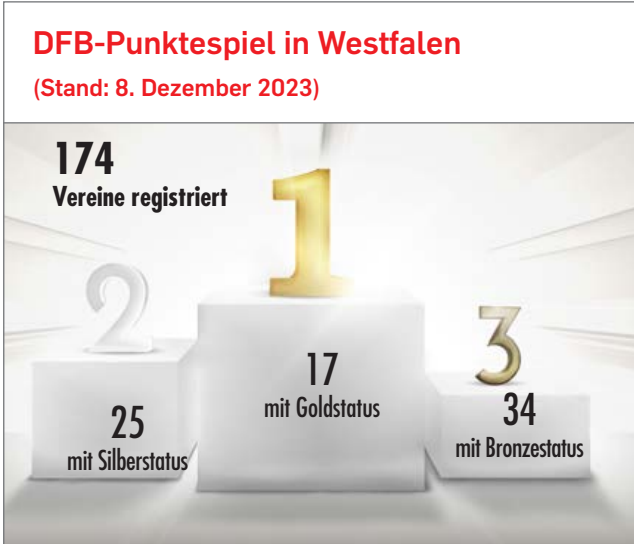 DFB-Punktespiel in Westfalen
(Stand: 8. Dezember 2023)
174
Vereine registriert
1
2
3
17
mit Goldstatus
25
mit Silberstatus
34
mit Bronzestatus